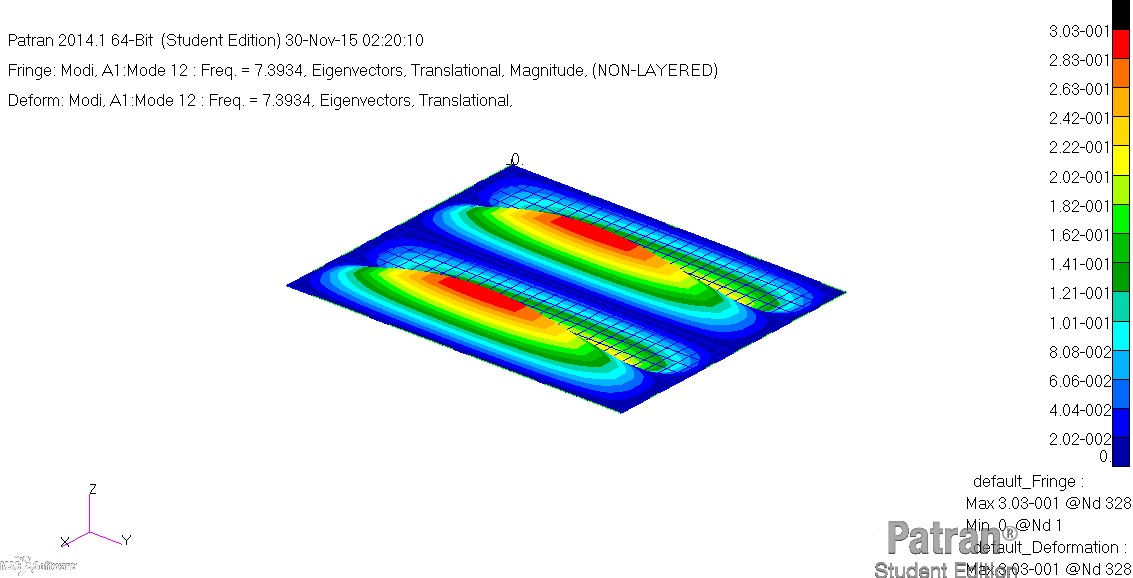 Patran 2014.1 64-Bit (Student Edition) 30-Nov-15 02:20:10
Fringe: Modi, A1:Mode 12 : Freq. = 7.3934, Eigenvectors, Translational, Magnitude, (NON-LAYERED)
Deform: Modi, A1:Mode 12 : Freq. = 7.3934, Eigenvectors, Translational,
0.
3.03-001
2.83-001
2.63-001
2.42-001
2.22-001
2.02-001
1.82-001
1.62-001
1.41-001
1.21-001
1.01-001
8.08-002
6.06-002
4.04-002
2.02-002
0.
default_Fringe :
Max 3.03-001 @Nd 328
Min 0. @Nd 1
default_Deformation :
Max 3.03-001 @Nd 328
Patran®
Student Edition
Z
X
Y